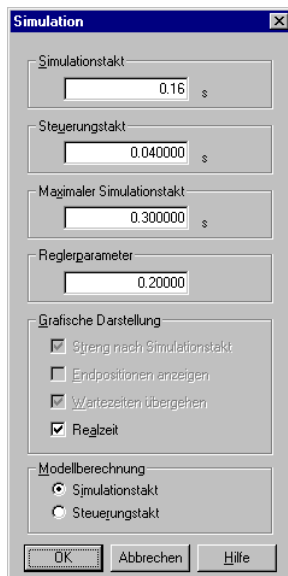 Simulation
Simulationstakt
0.16 s
Steuerungstakt
0.040000 s
Maximaler Simulationstakt
0.300000 s
Reglerparameter
0.20000
Grafische Darstellung
Streng nach Simulationstakt
Endpositionen anzeigen
Wartezeiten übergehen
Realzeit
Modellberechnung
Simulationstakt
Steuerungstakt
OK Abbrechen Hilfe